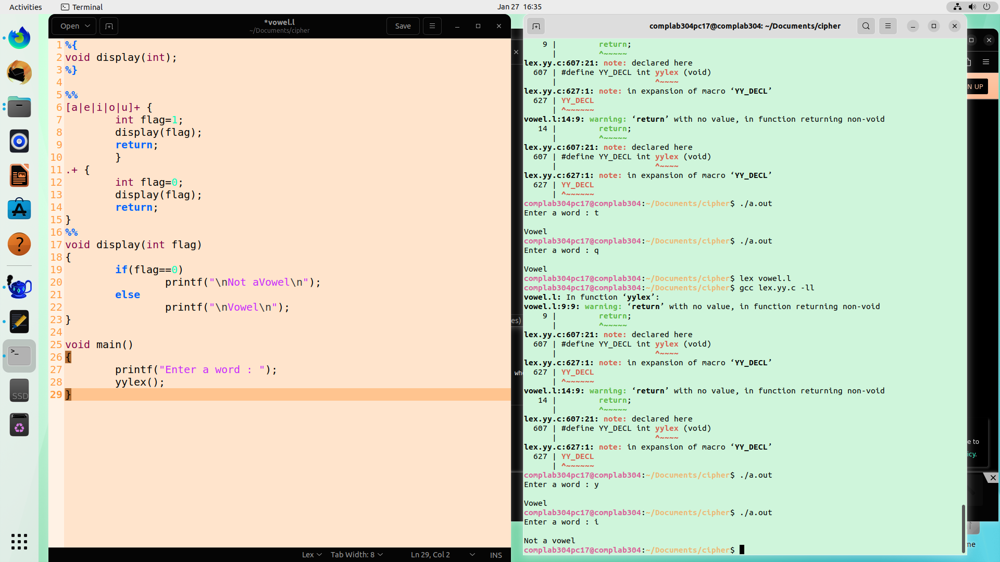 Activities
Terminal
Jan 27 16:35
Open
*vowel.l
~/Documents/cipher
Save
1 %{
2 void display(int);
3 %}
4
5 %%
6 [a|e|i|o|u]+ {
7 int flag=1;
8 display(flag);
9 return;
10 }
11 .+ {
12 int flag=0;
13 display(flag);
14 return;
15 }
16 %%
17 void display(int flag)
18 {
19 if(flag==0)
20 printf("\nNot aVowel\n");
21 else
22 printf("\nVowel\n");
23 }
24
25 void main()
26 {
27 printf("Enter a word : ");
28 yylex();
29 }
Lex
Tab Width: 8
Ln 29, Col 2
INS
SSD
complab304pc17@complab304: ~/Documents/cipher
9 | return;
| ^~~~~~
lex.yy.c:607:21: note: declared here
607 | #define YY_DECL int yylex (void)
| ^~~~~
lex.yy.c:627:1: note: in expansion of macro ‘YY_DECL’
627 | YY_DECL
| ^~~~~~~
vowel.l:14:9: warning: ‘return’ with no value, in function returning non-void
14 | return;
| ^~~~~~
lex.yy.c:607:21: note: declared here
607 | #define YY_DECL int yylex (void)
| ^~~~~
lex.yy.c:627:1: note: in expansion of macro ‘YY_DECL’
627 | YY_DECL
| ^~~~~~~
complab304pc17@complab304:~/Documents/cipher$ ./a.out
Enter a word : t

Vowel
complab304pc17@complab304:~/Documents/cipher$ ./a.out
Enter a word : q

Vowel
complab304pc17@complab304:~/Documents/cipher$ lex vowel.l
complab304pc17@complab304:~/Documents/cipher$ gcc lex.yy.c -ll
vowel.l: In function ‘yylex’:
vowel.l:9:9: warning: ‘return’ with no value, in function returning non-void
9 | return;
| ^~~~~~
lex.yy.c:607:21: note: declared here
607 | #define YY_DECL int yylex (void)
| ^~~~~
lex.yy.c:627:1: note: in expansion of macro ‘YY_DECL’
627 | YY_DECL
| ^~~~~~~
vowel.l:14:9: warning: ‘return’ with no value, in function returning non-void
14 | return;
| ^~~~~~
lex.yy.c:607:21: note: declared here
607 | #define YY_DECL int yylex (void)
| ^~~~~
lex.yy.c:627:1: note: in expansion of macro ‘YY_DECL’
627 | YY_DECL
| ^~~~~~~
complab304pc17@complab304:~/Documents/cipher$ ./a.out
Enter a word : y

Vowel
complab304pc17@complab304:~/Documents/cipher$ ./a.out
Enter a word : i

Not a vowel
complab304pc17@complab304:~/Documents/cipher$
N UP
es)
whe
e to
icy.
me